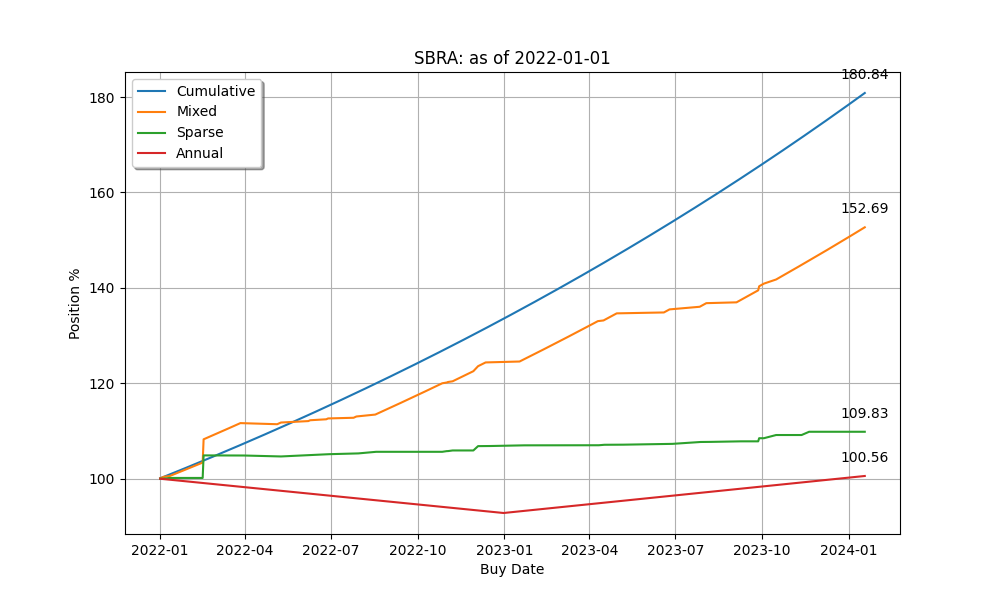 SBRA: as of 2022-01-01
Cumulative
Mixed
Sparse
Annual
180.84
152.69
109.83
100.56
Position %
180
160
140
120
100
2022-01 2022-04 2022-07 2022-10 2023-01 2023-04 2023-07 2023-10 2024-01
Buy Date